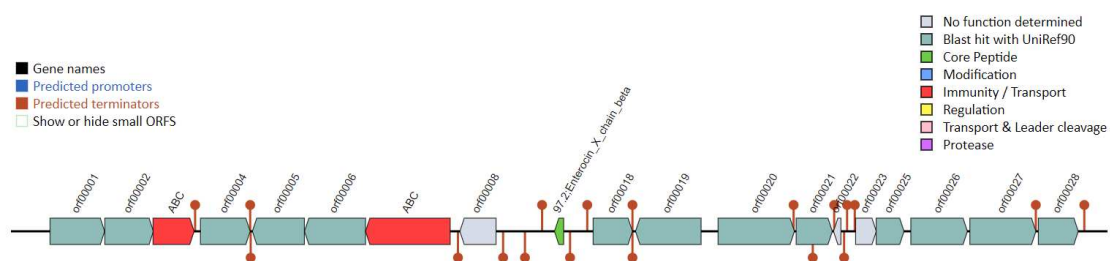 Gene names
Predicted promoters
Predicted terminators
Show or hide small ORFS
No function determined
Blast hit with UniRef90
Core Peptide
Modification
Immunity / Transport
Regulation
Transport & Leader cleavage
Protease
orf00001
orf00002
ABC
orf00004
orf00005
orf00006
ABC
orf00008
97.2;Enterocin_X_chain_beta
orf00018
orf00019
orf00020
orf00021
orf00022
orf00023
orf00025
orf00026
orf00027
orf00028